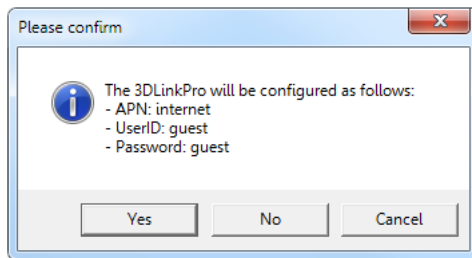 Please confirm
The 3DLinkPro will be configured as follows:
- APN: internet
- UserID: guest
- Password: guest
Yes
No
Cancel